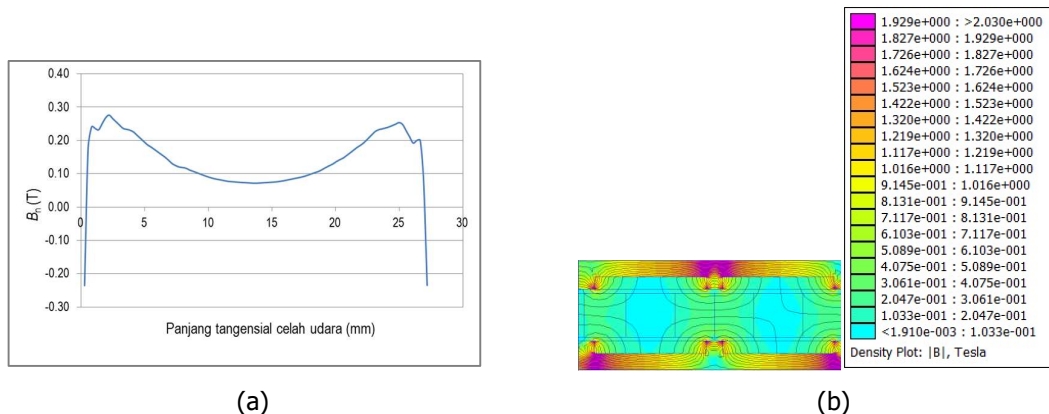 0.40
0.30
0.20
0.10
0.00
-0.10
-0.20
-0.30
Bn (T)
0 5 10 15 20 25 30
Panjang tangensial celah udara (mm)
(a)
1.929e+000 : >2.030e+000
1.827e+000 : 1.929e+000
1.726e+000 : 1.827e+000
1.624e+000 : 1.726e+000
1.523e+000 : 1.624e+000
1.422e+000 : 1.523e+000
1.320e+000 : 1.422e+000
1.219e+000 : 1.320e+000
1.117e+000 : 1.219e+000
1.016e+000 : 1.117e+000
9.145e-001 : 1.016e+000
8.131e-001 : 9.145e-001
7.117e-001 : 8.131e-001
6.103e-001 : 7.117e-001
5.089e-001 : 6.103e-001
4.075e-001 : 5.089e-001
3.061e-001 : 4.075e-001
2.047e-001 : 3.061e-001
1.033e-001 : 2.047e-001
<1.910e-003 : 1.033e-001
Density Plot: |B|, Tesla
(b)